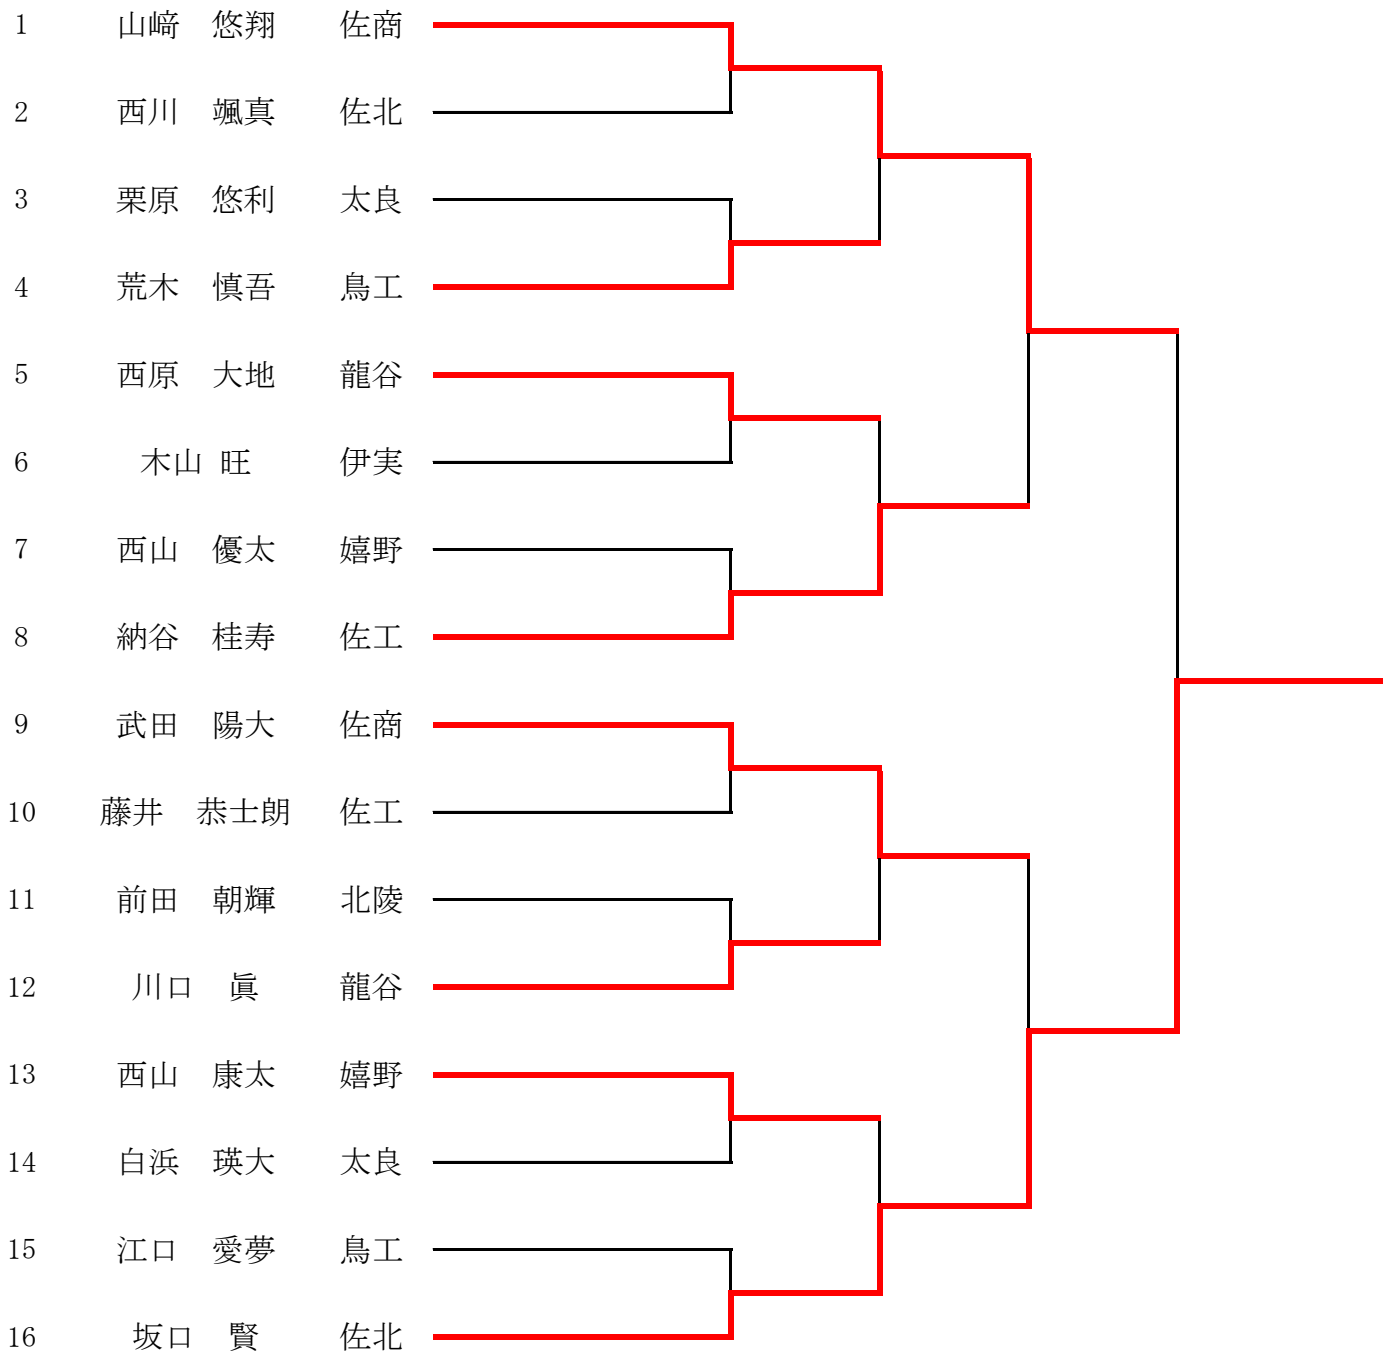 1 山﨑 悠翔 佐商
2 西川 颯真 佐北
3 栗原 悠利 太良
4 荒木 慎吾 鳥工
5 西原 大地 龍谷
6 木山 旺 伊実
7 西山 優太 嬉野
8 納谷 桂寿 佐工
9 武田 陽大 佐商
10 藤井 恭士朗 佐工
11 前田 朝輝 北陵
12 川口 眞 龍谷
13 西山 康太 嬉野
14 白浜 瑛大 太良
15 江口 愛夢 鳥工
16 坂口 賢 佐北